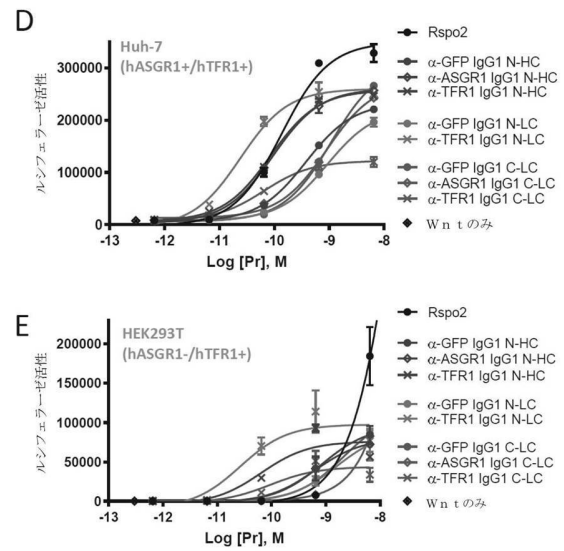 D
Huh-7
(hASGR1+/hTFR1+)
ルシフェラーゼ活性
300000
200000
100000
0
-13
-12
-11
-10
-9
-8
Log [Pr], M
Rspo2
α-GFP IgG1 N-HC
α-ASGR1 IgG1 N-HC
α-TFR1 IgG1 N-HC
α-GFP IgG1 N-LC
α-TFR1 IgG1 N-LC
α-GFP IgG1 C-LC
α-ASGR1 IgG1 C-LC
α-TFR1 IgG1 C-LC
Wntのみ
E
HEK293T
(hASGR1-/hTFR1+)
ルシフェラーゼ活性
200000
150000
100000
50000
0
-13
-12
-11
-10
-9
-8
Log [Pr], M
Rspo2
α-GFP IgG1 N-HC
α-ASGR1 IgG1 N-HC
α-TFR1 IgG1 N-HC
α-GFP IgG1 N-LC
α-TFR1 IgG1 N-LC
α-GFP IgG1 C-LC
α-ASGR1 IgG1 C-LC
α-TFR1 IgG1 C-LC
Wntのみ